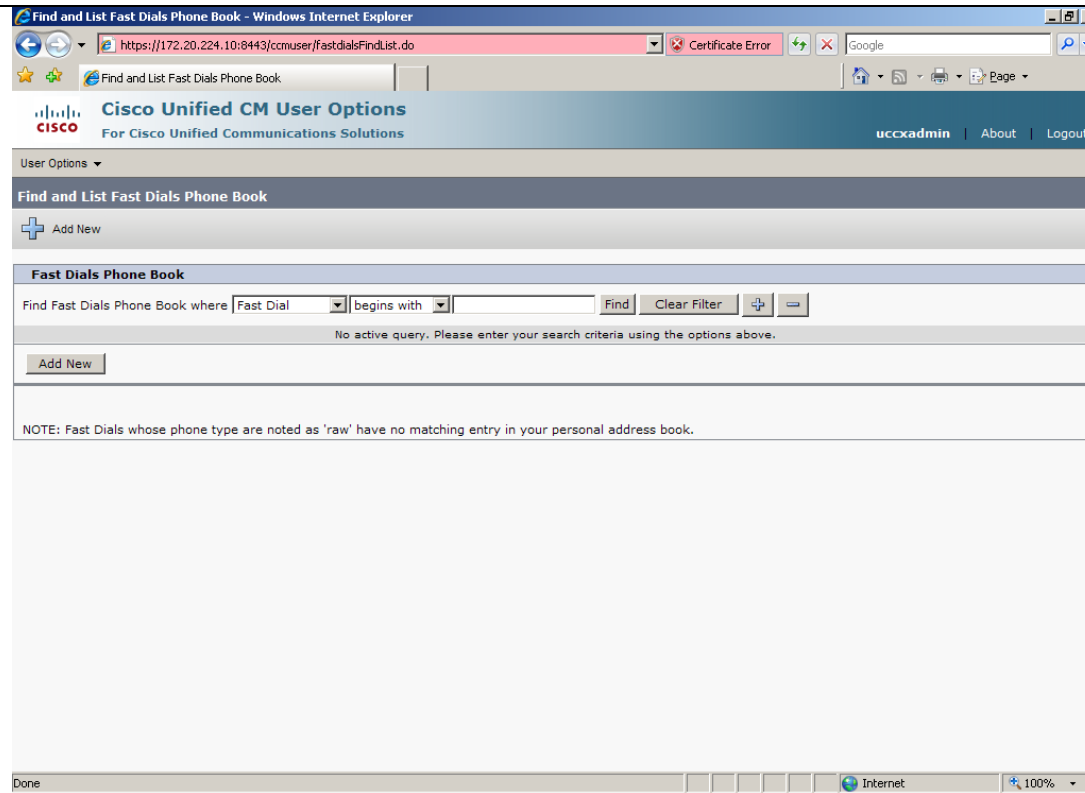 Find and List Fast Dials Phone Book - Windows Internet Explorer
https://172.20.224.10:8443/ccmuser/fastdialsFindList.do
Certificate Error
Google
Find and List Fast Dials Phone Book
Page
CISCO
Cisco Unified CM User Options
For Cisco Unified Communications Solutions
uccxadmin | About | Logout
User Options
Find and List Fast Dials Phone Book
Add New
Fast Dials Phone Book
Find Fast Dials Phone Book where Fast Dial begins with Find Clear Filter
No active query. Please enter your search criteria using the options above.
Add New
NOTE: Fast Dials whose phone type are noted as 'raw' have no matching entry in your personal address book.
Done Internet 100%